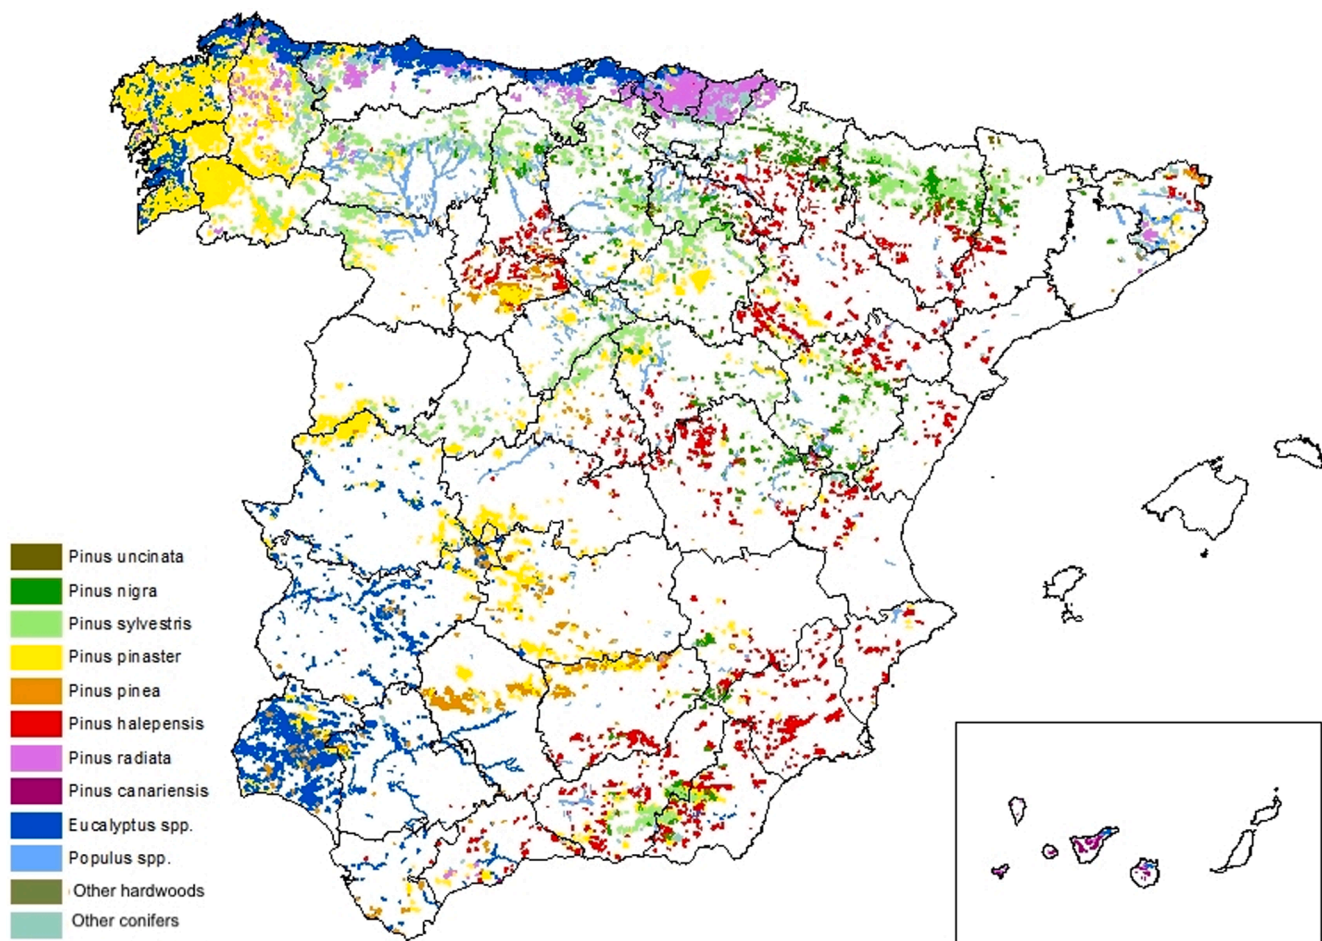 Pinus uncinata
Pinus nigra
Pinus sylvestris
Pinus pinaster
Pinus pinea
Pinus halepensis
Pinus radiata
Pinus canariensis
Eucalyptus spp.
Populus spp.
Other hardwoods
Other conifers